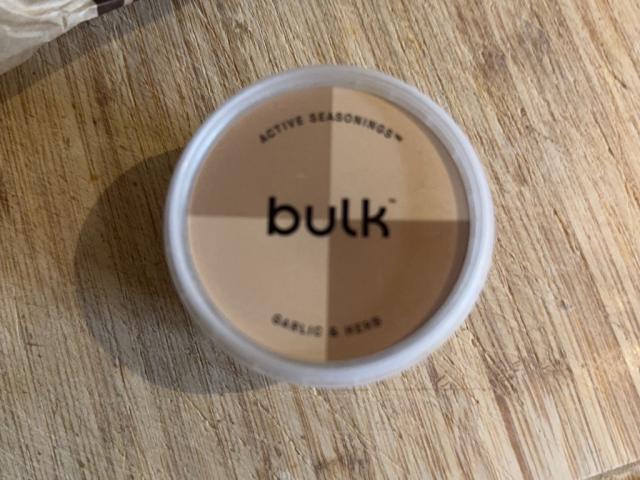 ACTIVE SEASONINGS™
bulk™
GARLIC & HERB